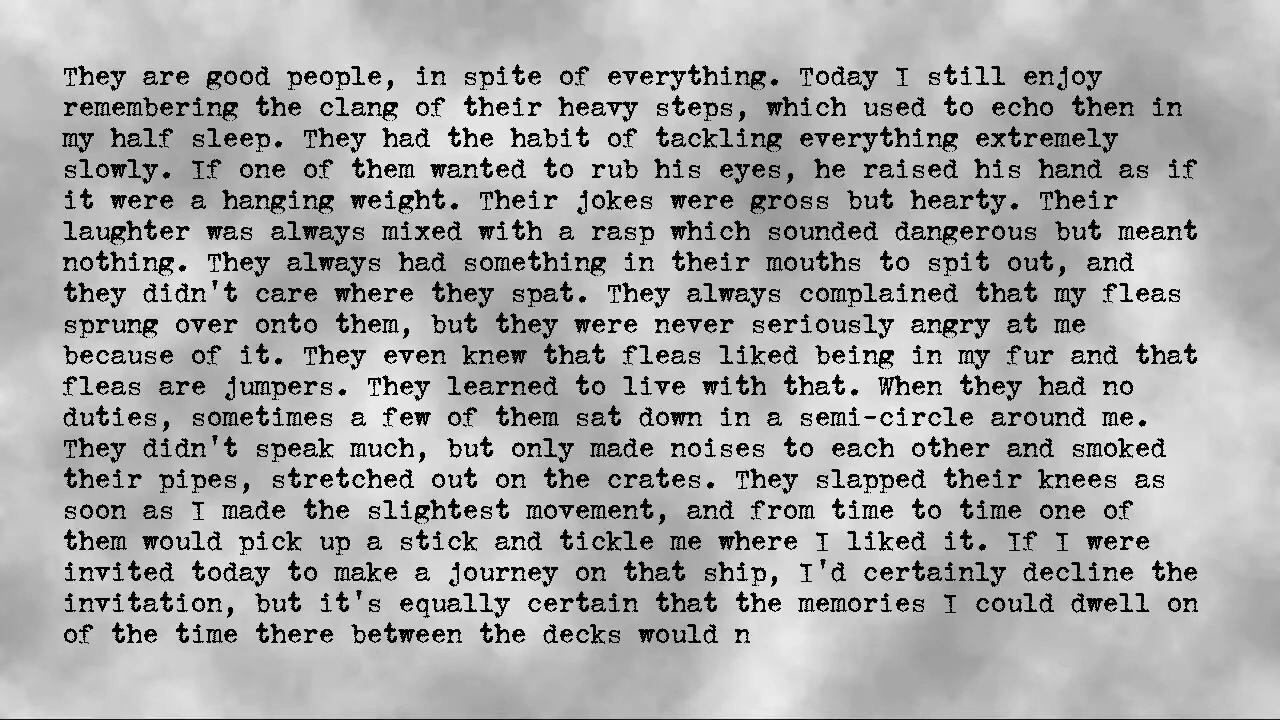 They are good people, in spite of everything. Today I still enjoy
remembering the clang of their heavy steps, which used to echo then in
my half sleep. They had the habit of tackling everything extremely
slowly. If one of them wanted to rub his eyes, he raised his hand as if
it were a hanging weight. Their jokes were gross but hearty. Their
laughter was always mixed with a rasp which sounded dangerous but meant
nothing. They always had something in their mouths to spit out, and
they didn't care where they spat. They always complained that my fleas
sprung over onto them, but they were never seriously angry at me
because of it. They even knew that fleas liked being in my fur and that
fleas are jumpers. They learned to live with that. When they had no
duties, sometimes a few of them sat down in a semi-circle around me.
They didn't speak much, but only made noises to each other and smoked
their pipes, stretched out on the crates. They slapped their knees as
soon as I made the slightest movement, and from time to time one of
them would pick up a stick and tickle me where I liked it. If I were
invited today to make a journey on that ship, I'd certainly decline the
invitation, but it's equally certain that the memories I could dwell on
of the time there between the decks would n